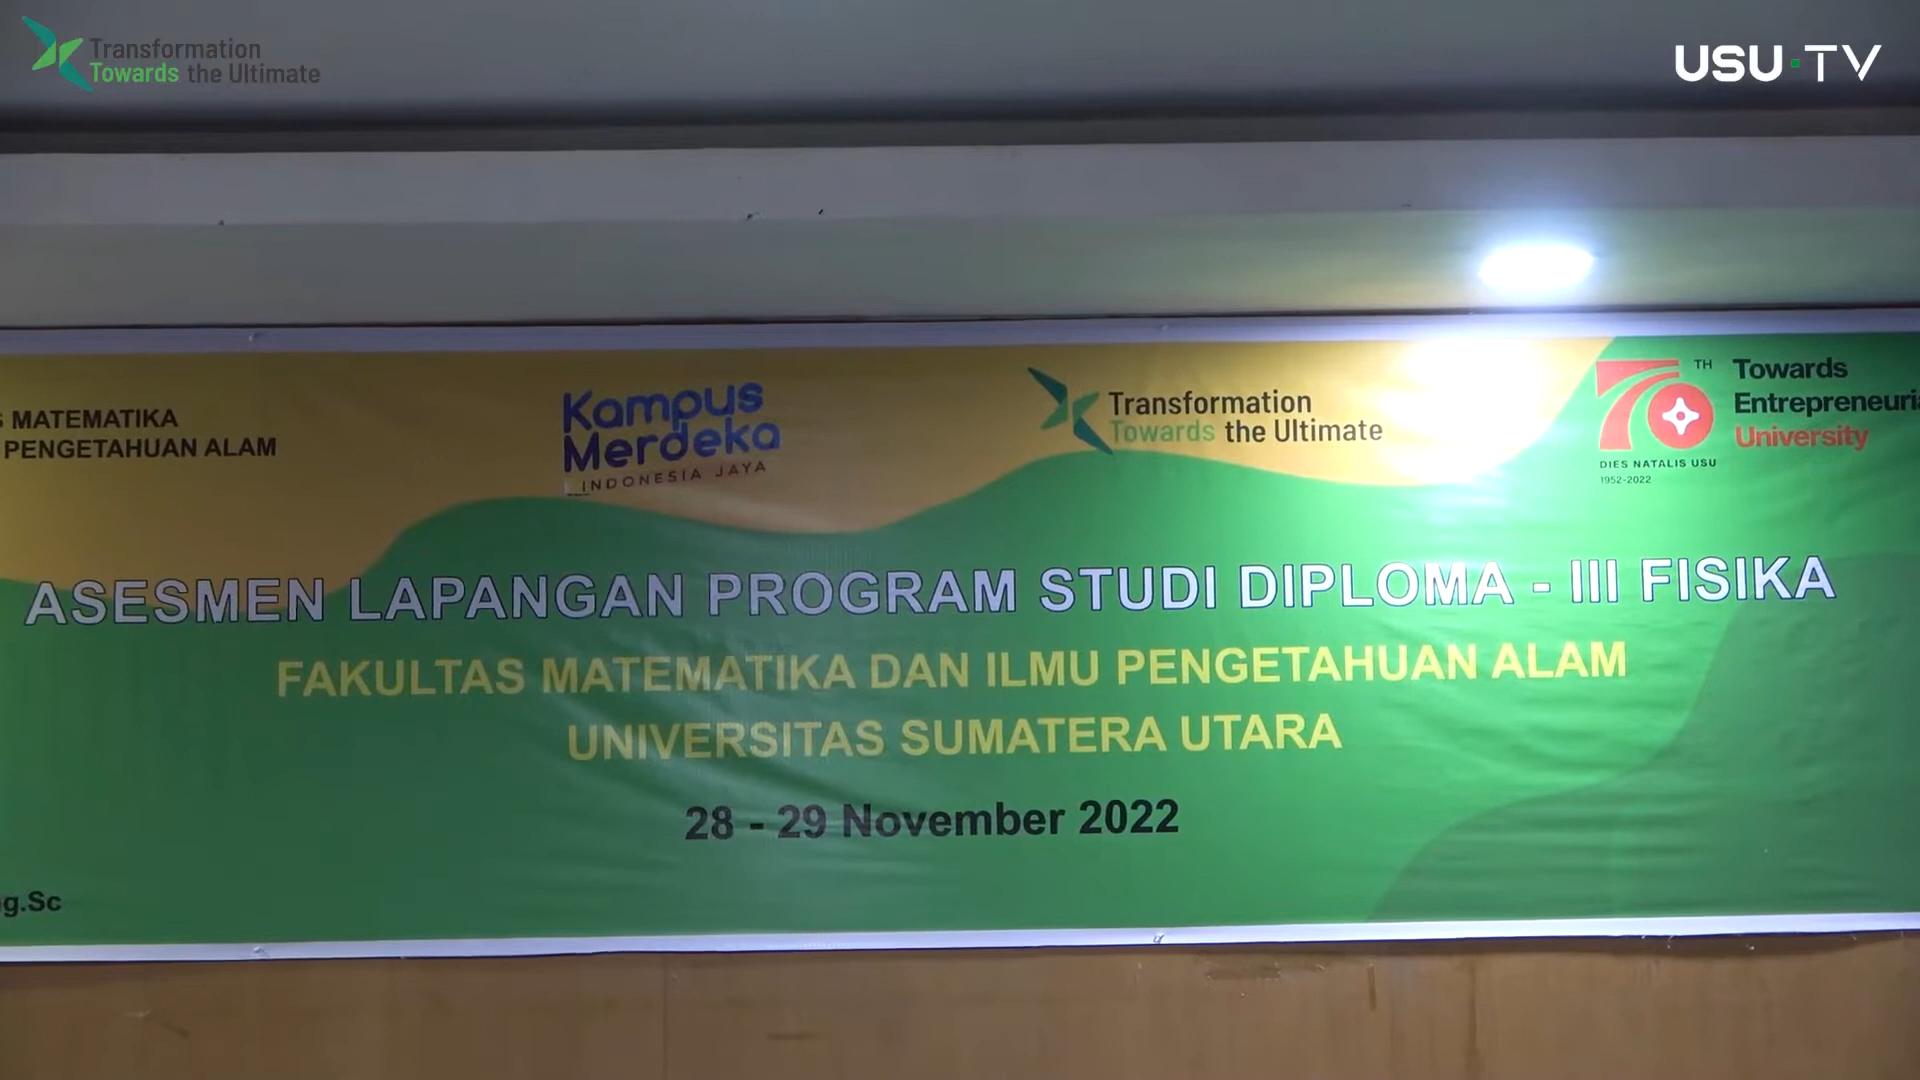 Transformation
Towards the Ultimate
USU TV
MATEMATIKA
PENGETAHUAN ALAM
Kampus
Merdeka
INDONESIA JAYA
Transformation
Towards the Ultimate
70 TH
DIES NATALIS USU
1952-2022
Towards
Entrepreneuria
University
ASESMEN LAPANGAN PROGRAM STUDI DIPLOMA - III FISIKA
FAKULTAS MATEMATIKA DAN ILMU PENGETAHUAN ALAM
UNIVERSITAS SUMATERA UTARA
28 - 29 November 2022
g.Sc